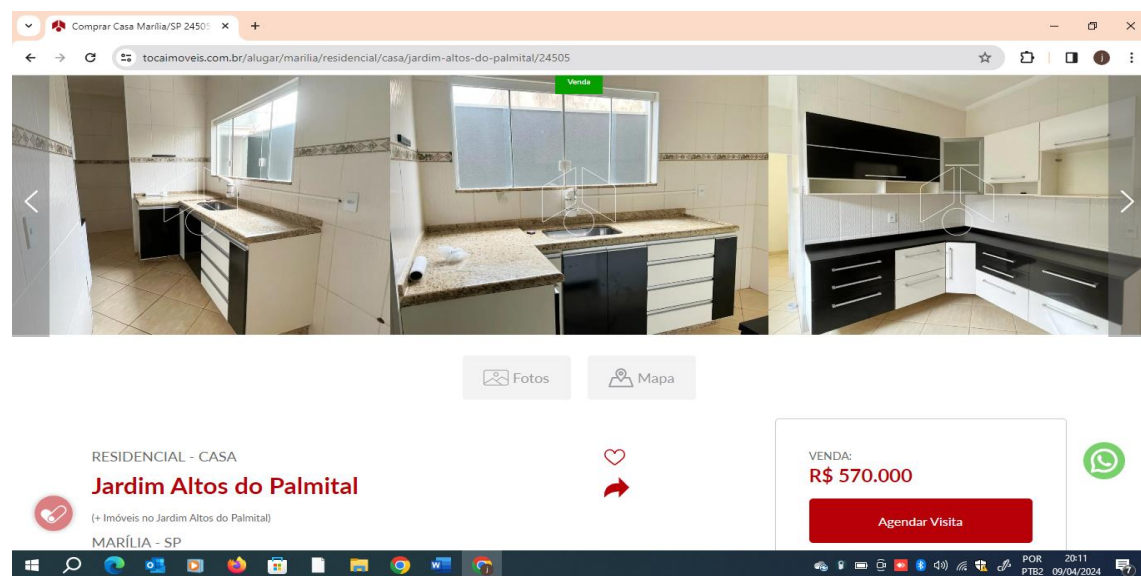 Comprar Casa Marília/SP 24505
tocaimoveis.com.br/alugar/marilia/residencial/casa/jardim-altos-do-palmital/24505
Venda
Fotos
Mapa
RESIDENCIAL - CASA
Jardim Altos do Palmital
(+ Imóveis no Jardim Altos do Palmital)
MARÍLIA - SP
VENDA:
R$ 570.000
Agendar Visita
POR
PTB2
20:11
09/04/2024
7